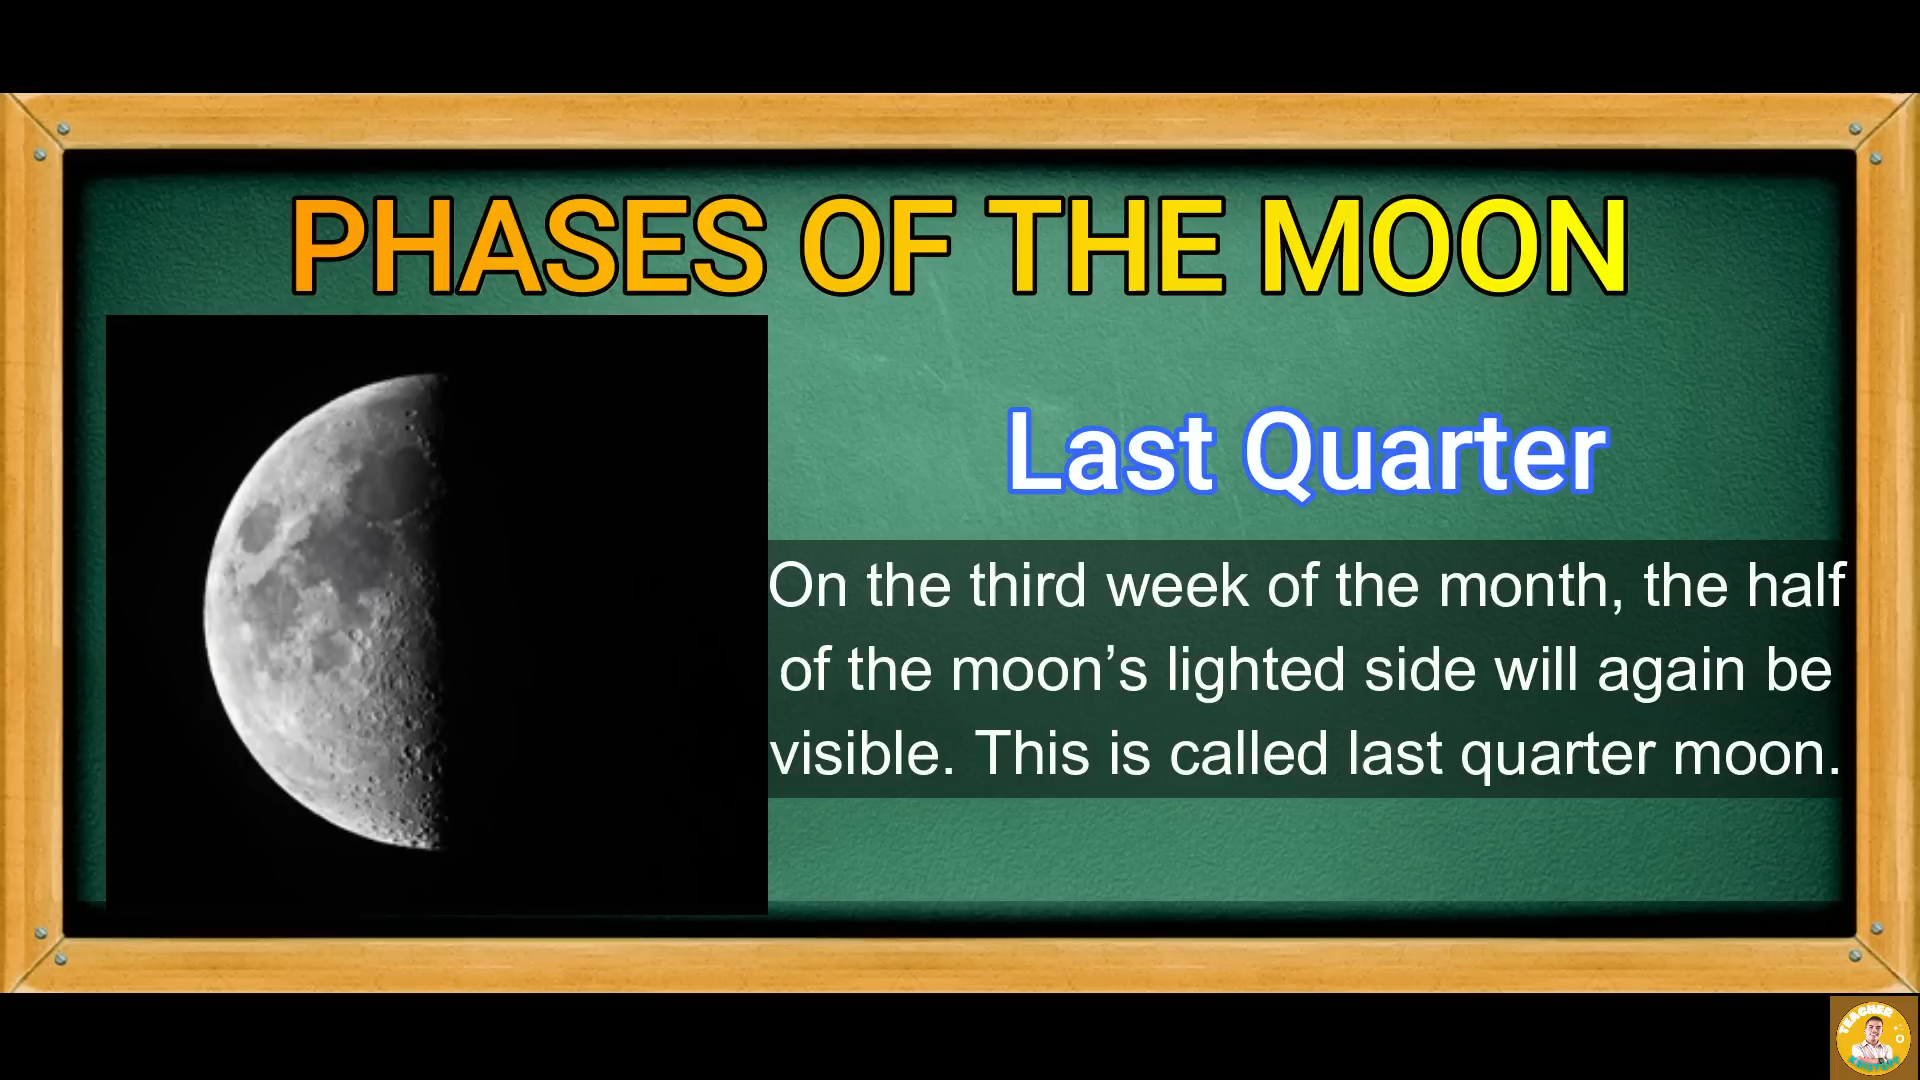 PHASES OF THE MOON
Last Quarter
On the third week of the month, the half
of the moon’s lighted side will again be
visible. This is called last quarter moon.
TEACHER